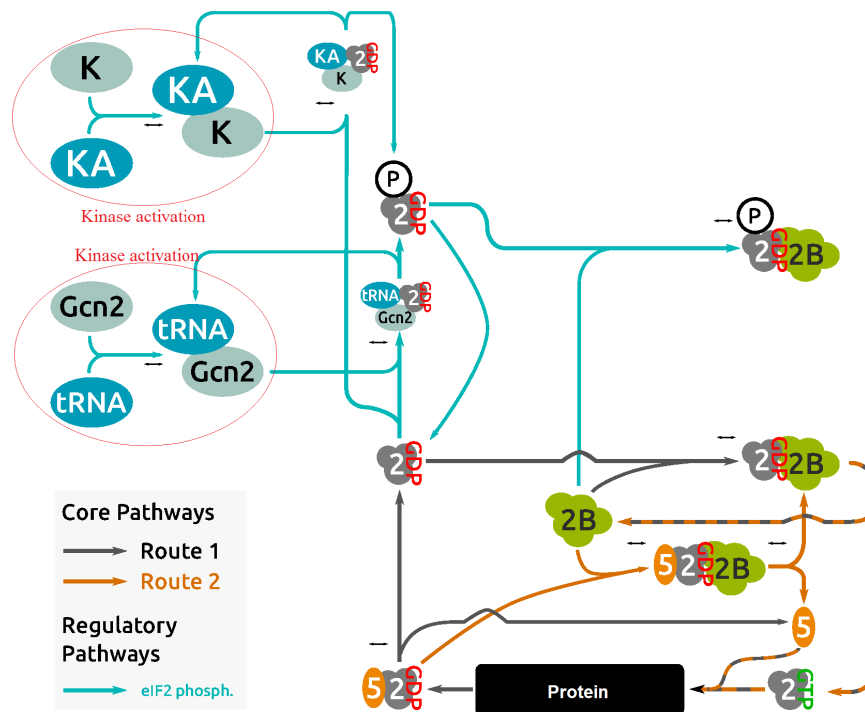 KA
2
GDP
K
K
KA
K
KA
Kinase activation
P
2
GDP
P
2
GDP
2B
Kinase activation
Gcn2
tRNA
Gcn2
tRNA
tRNA
2
GDP
Gcn2
2
GDP
2
GDP
2B
2B
5
2
GDP
2B
5
Core Pathways
Route 1
Route 2
Regulatory
Pathways
eIF2 phosph.
5
2
GDP
Protein
2
GTP